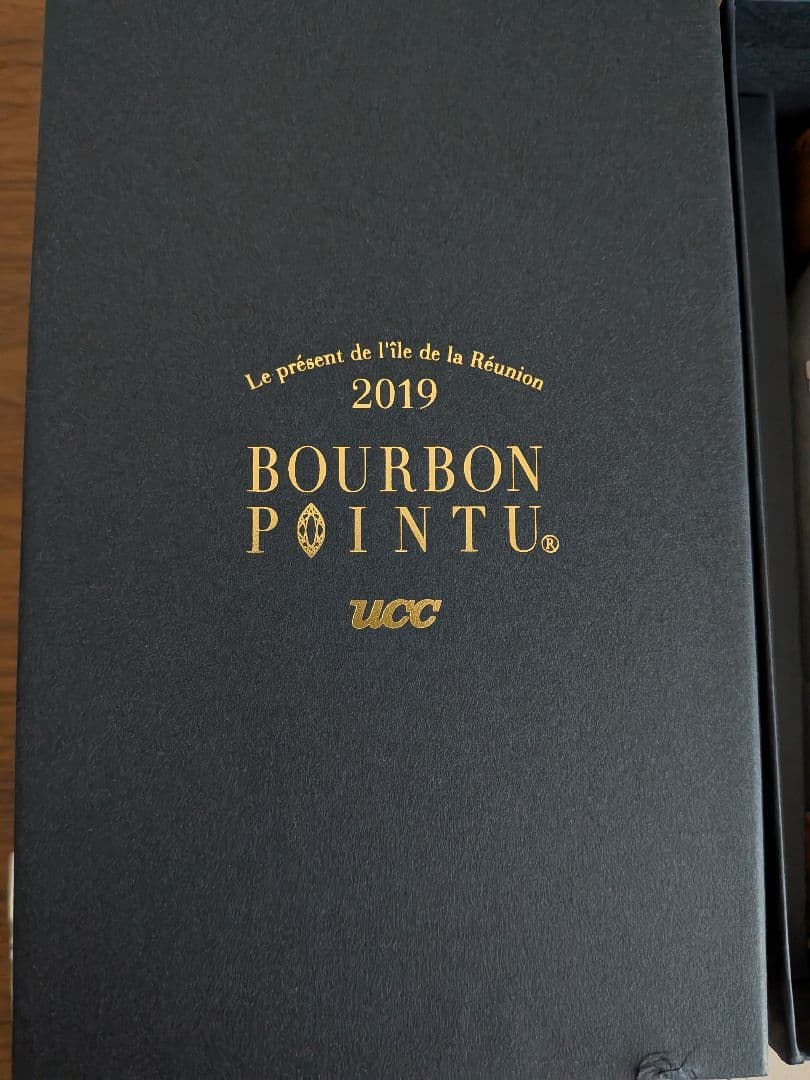 Le présent de l'île de la Réunion
2019
BOURBON
POINTU®
ucc